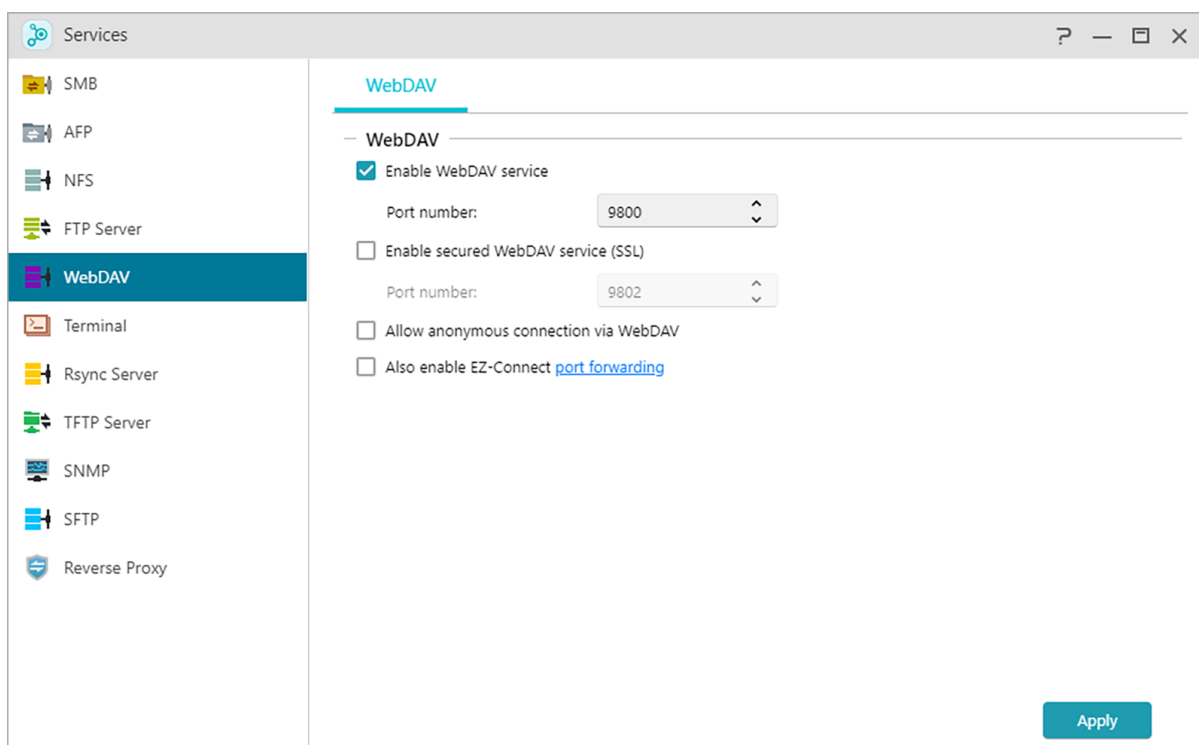 Services
SMB
AFP
NFS
FTP Server
WebDAV
Terminal
Rsync Server
TFTP Server
SNMP
SFTP
Reverse Proxy
WebDAV
WebDAV
Enable WebDAV service
Port number: 9800
Enable secured WebDAV service (SSL)
Port number: 9802
Allow anonymous connection via WebDAV
Also enable EZ-Connect port forwarding
Apply